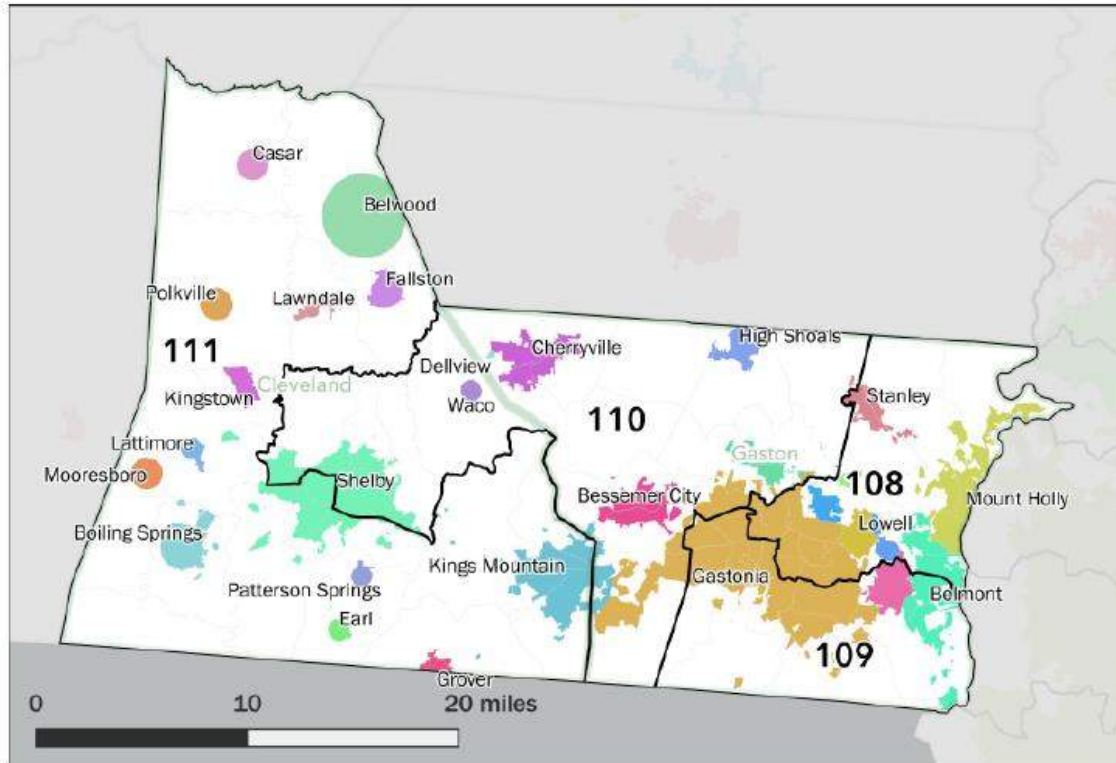 Casar
Belwood
Fallston
Polkville
Lawndale
111
Cherryville
High Shoals
Dellview
Cleveland
Kingstown
Waco
Stanley
110
Lattimore
Mooresboro
Shelby
Gaston
108
Bessemer City
Mount Holly
Lowell
Boiling Springs
Kings Mountain
Gastonia
Patterson Springs
Belmont
Earl
109
Grover
0 10 20 miles